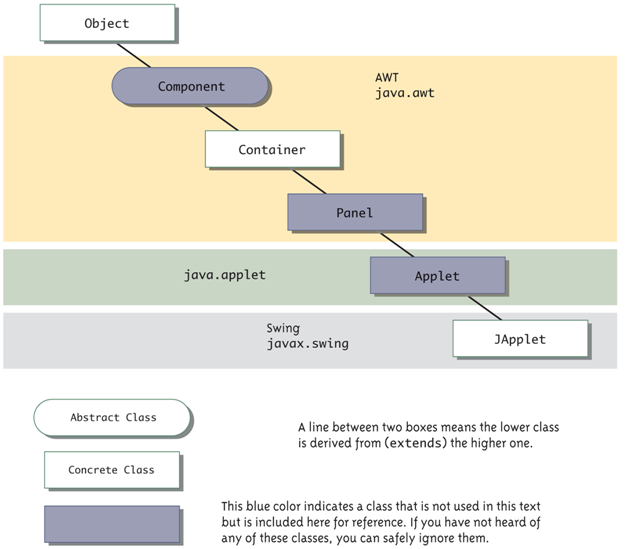 Object
Component
AWT
java.awt
Container
Panel
java.applet
Applet
Swing
javax.swing
JApplet
Abstract Class
A line between two boxes means the lower class
is derived from (extends) the higher one.
Concrete Class
This blue color indicates a class that is not used in this text
but is included here for reference. If you have not heard of
any of these classes, you can safely ignore them.